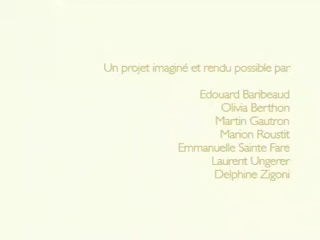 Un projet imaginé et rendu possible par
Edouard Baribeaud
Olivia Berthon
Martin Gautron
Marion Roustit
Emmanuelle Sainte Fare
Laurent Ungerer
Delphine Zigoni